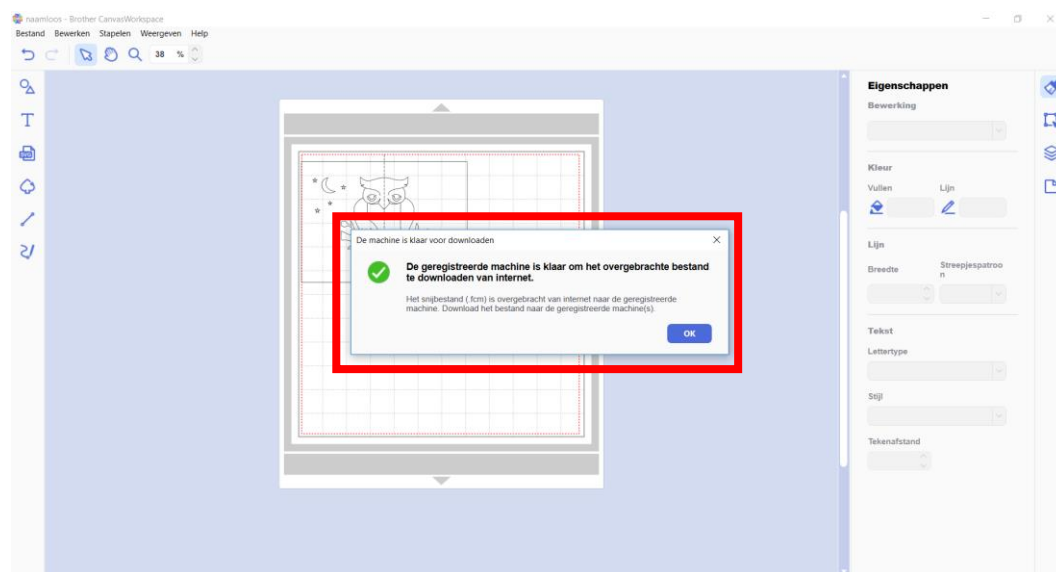 naamloos - Brother CanvasWorkspace
Bestand Bewerken Stapelen Weergeven Help
38 %
Eigenschappen
Bewerking
Kleur
Vullen Lijn
Lijn
Breedte Streepjespatroo
n
Tekst
Lettertype
Stijl
Tekenafstand
T
SVG
De machine is klaar voor downloaden
De geregistreerde machine is klaar om het overgebrachte bestand
te downloaden van internet.
Het snijbestand (.fcm) is overgebracht van internet naar de geregistreerde
machine. Download het bestand naar de geregistreerde machine(s).
OK